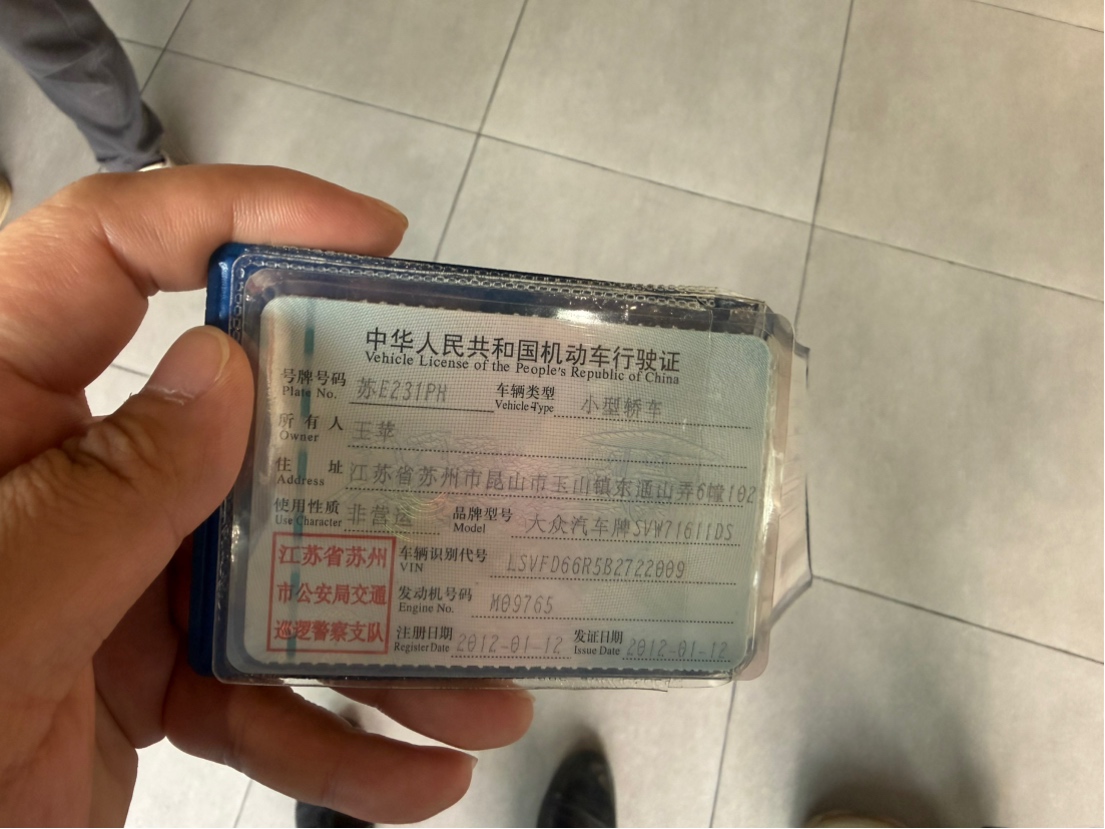 中华人民共和国机动车行驶证
Vehicle License of the People's Republic of China
号牌号码 苏E231PH 车辆类型 小型轿车
Plate No. Vehicle Type
所有人 王苹
Owner
住址 江苏省苏州市昆山市玉山镇东通山弄6幢102
Address
使用性质 非营运 品牌型号 大众汽车牌SVW71611DS
Use Character Model
江苏省苏州
市公安局交通
巡逻警察支队
车辆识别代号 LSVFD66R5B2722009
VIN
发动机号码 M09765
Engine No.
注册日期 2012-01-12 发证日期 2012-01-12
Register Date Issue Date